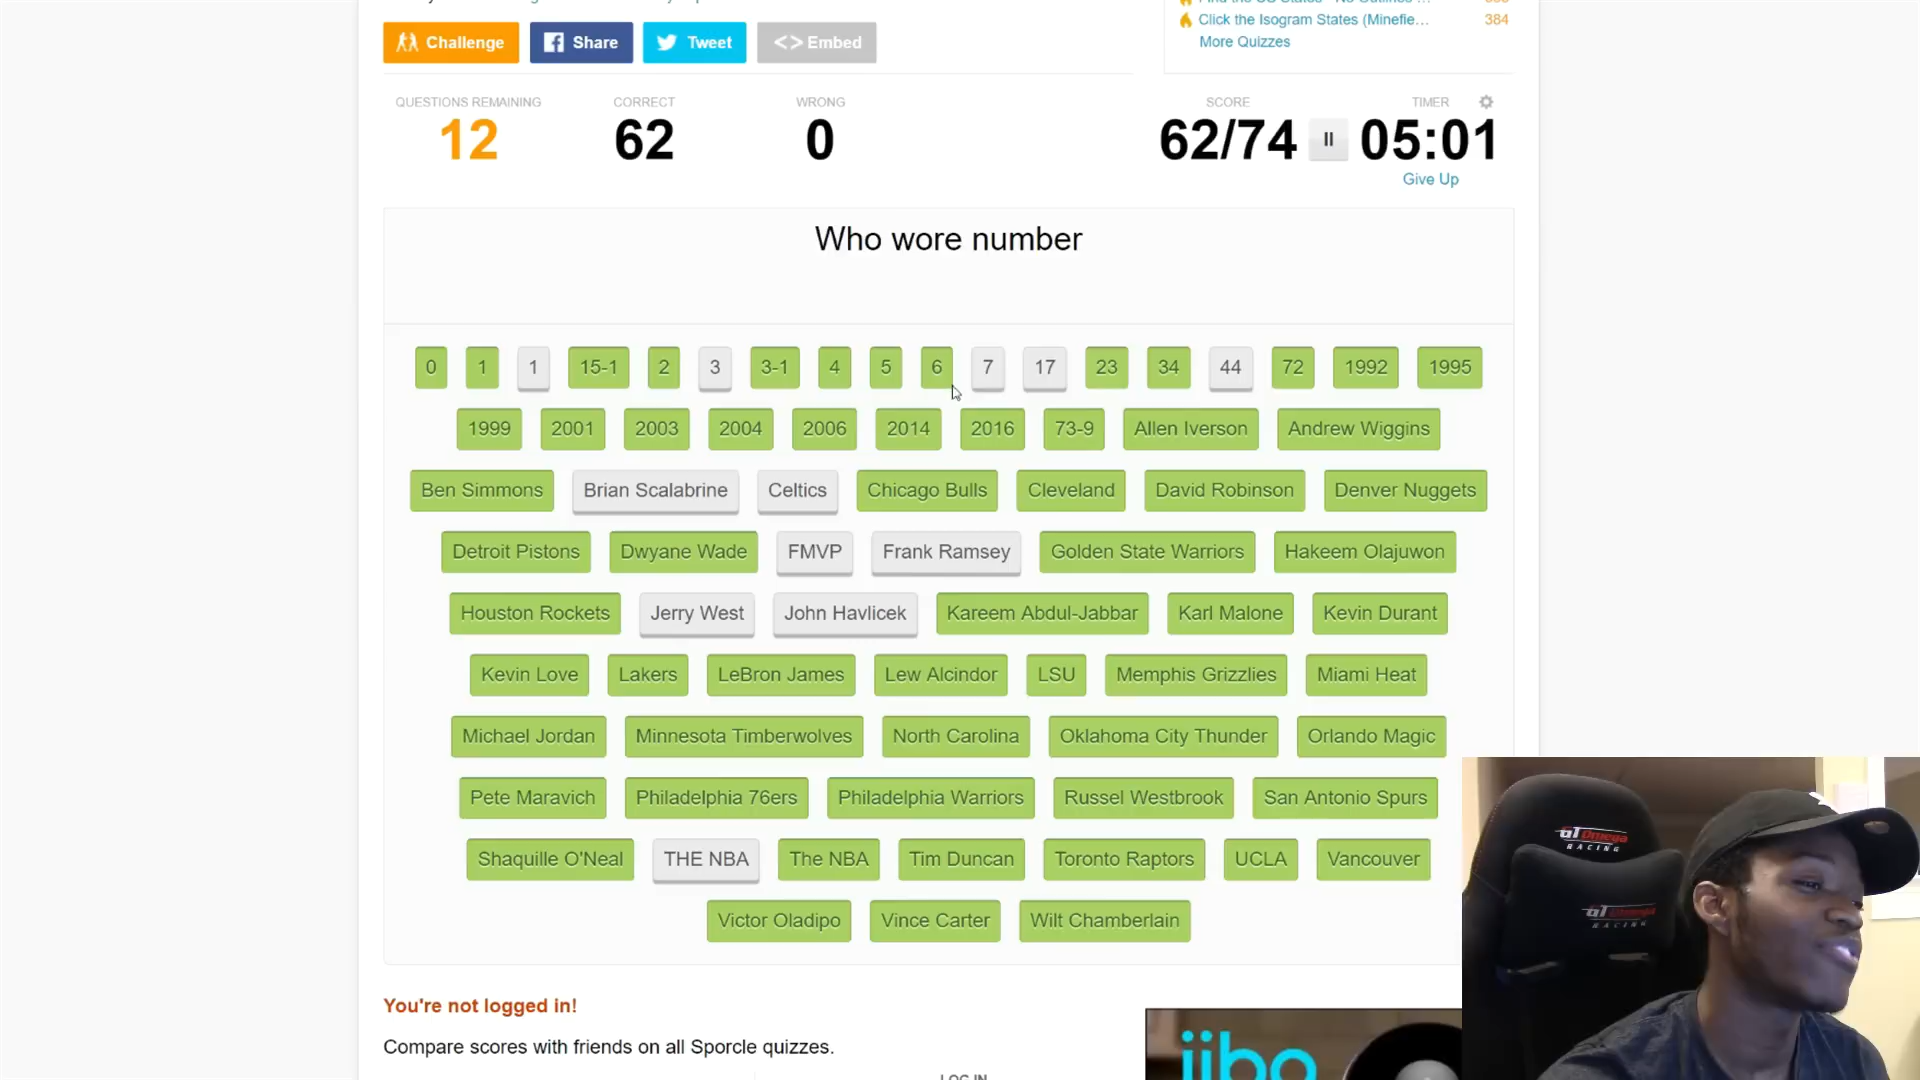 Click the Isogram States (Minefie...
384
More Quizzes
Challenge
Share
Tweet
<> Embed
QUESTIONS REMAINING
CORRECT
WRONG
SCORE
TIMER
12
62
0
62/74
05:01
Give Up
Who wore number
0 1 1 15-1 2 3 3-1 4 5 6 7 17 23 34 44 72 1992 1995
1999 2001 2003 2004 2006 2014 2016 73-9 Allen Iverson Andrew Wiggins
Ben Simmons Brian Scalabrine Celtics Chicago Bulls Cleveland David Robinson Denver Nuggets
Detroit Pistons Dwyane Wade FMVP Frank Ramsey Golden State Warriors Hakeem Olajuwon
Houston Rockets Jerry West John Havlicek Kareem Abdul-Jabbar Karl Malone Kevin Durant
Kevin Love Lakers LeBron James Lew Alcindor LSU Memphis Grizzlies Miami Heat
Michael Jordan Minnesota Timberwolves North Carolina Oklahoma City Thunder Orlando Magic
Pete Maravich Philadelphia 76ers Philadelphia Warriors Russel Westbrook San Antonio Spurs
Shaquille O'Neal THE NBA The NBA Tim Duncan Toronto Raptors UCLA Vancouver
Victor Oladipo Vince Carter Wilt Chamberlain
You're not logged in!
Compare scores with friends on all Sporcle quizzes.
LOG IN
GT Omega
RACING
GT Omega
RACING